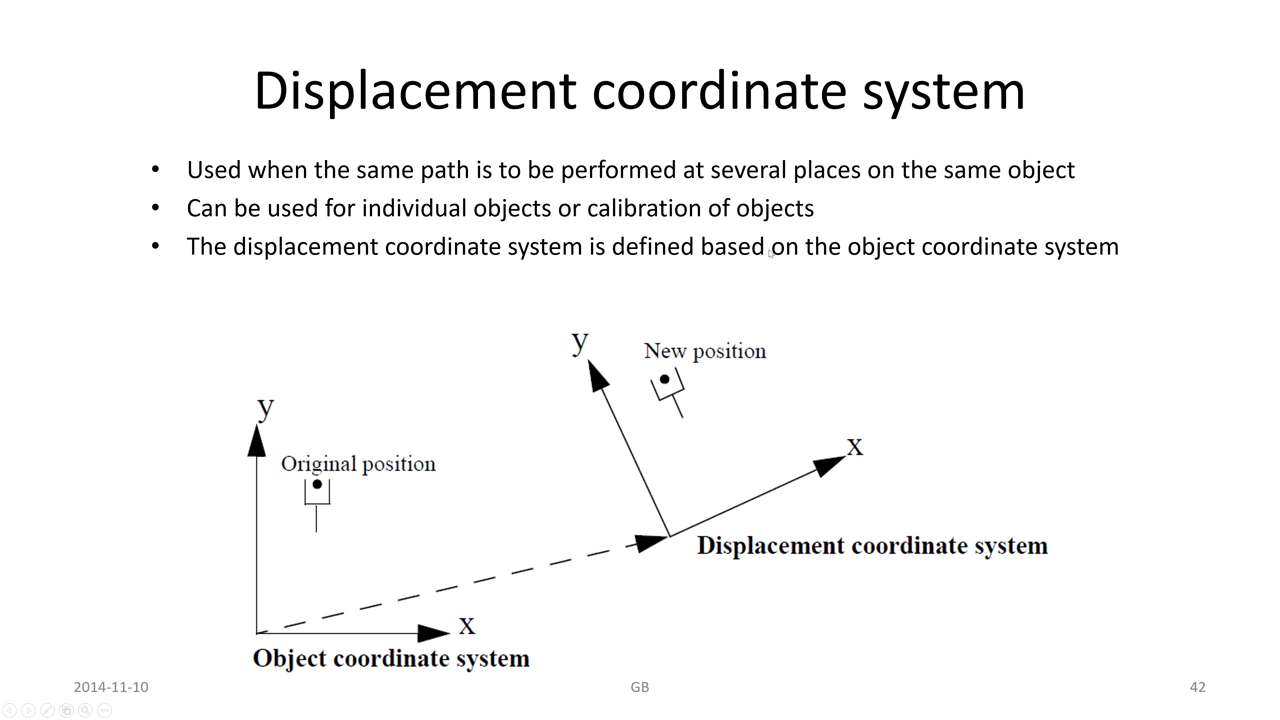 Displacement coordinate system
• Used when the same path is to be performed at several places on the same object
• Can be used for individual objects or calibration of objects
• The displacement coordinate system is defined based on the object coordinate system
y
New position
y
x
Original position
Displacement coordinate system
x
Object coordinate system
2014-11-10
GB
42